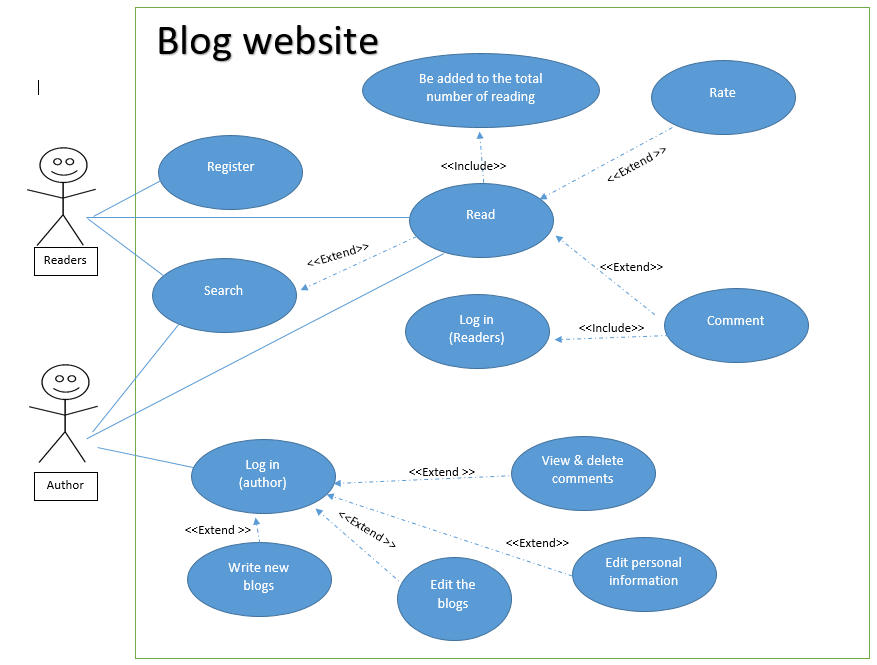 Blog website
Be added to the total
number of reading
Rate
<<Include>>
<<Extend >>
Register
Read
Readers
<<Extend>>
Search
<<Extend>>
Log in
(Readers)
<<Include>>
Comment
Author
Log in
(author)
<<Extend >>
View & delete
comments
<<Extend >>
<<Extend >>
<<Extend>>
Write new
blogs
Edit the
blogs
Edit personal
information